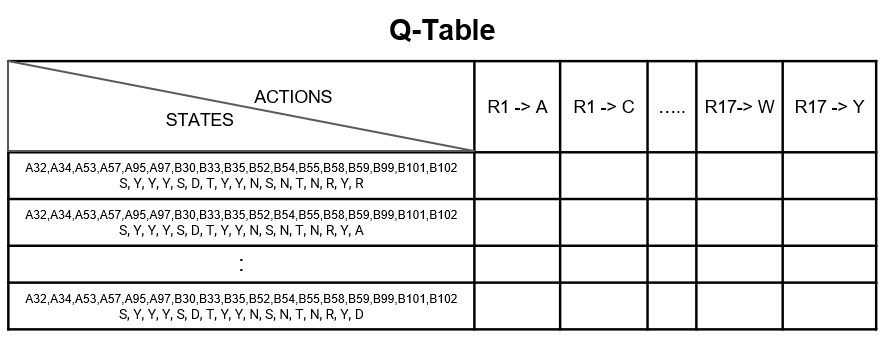 Q-Table
ACTIONS
STATES
R1 -> A
R1 -> C
.....
R17-> W
R17 -> Y
A32,A34,A53,A57,A95,A97,B30,B33,B35,B52,B54,B55,B58,B59,B99,B101,B102
S, Y, Y, Y, S, D, T, Y, Y, N, S, N, T, N, R, Y, R
A32,A34,A53,A57,A95,A97,B30,B33,B35,B52,B54,B55,B58,B59,B99,B101,B102
S, Y, Y, Y, S, D, T, Y, Y, N, S, N, T, N, R, Y, A
:
A32,A34,A53,A57,A95,A97,B30,B33,B35,B52,B54,B55,B58,B59,B99,B101,B102
S, Y, Y, Y, S, D, T, Y, Y, N, S, N, T, N, R, Y, D